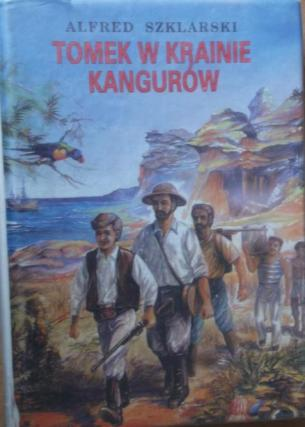 ALFRED SZKLARSKI
TOMEK W KRAINIE
KANGURÓW